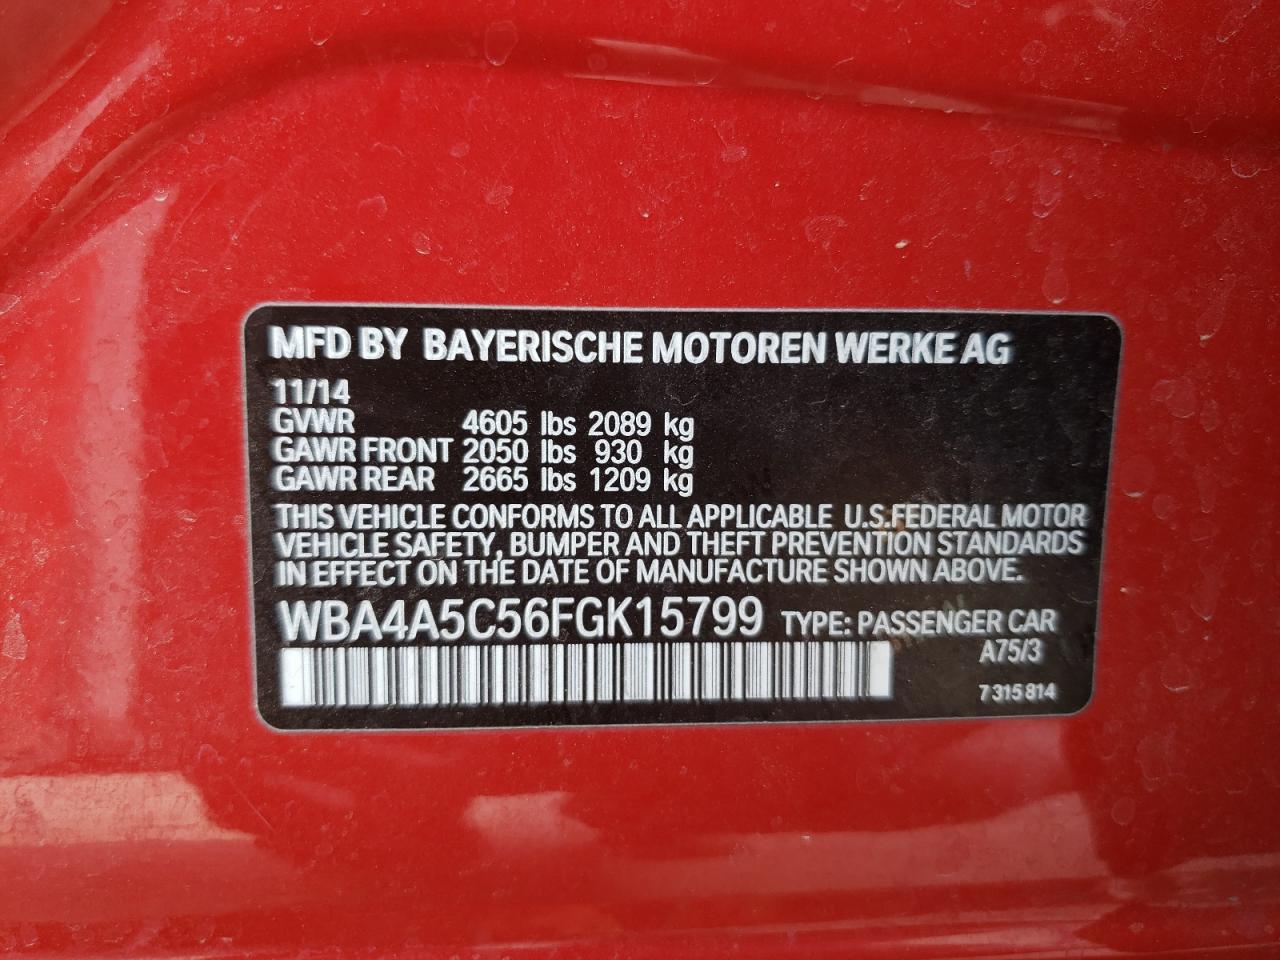 MFD BY BAYERISCHE MOTOREN WERKE AG
11/14
GVWR 4605 lbs 2089 kg
GAWR FRONT 2050 lbs 930 kg
GAWR REAR 2665 lbs 1209 kg
THIS VEHICLE CONFORMS TO ALL APPLICABLE U.S.FEDERAL MOTOR
VEHICLE SAFETY, BUMPER AND THEFT PREVENTION STANDARDS
IN EFFECT ON THE DATE OF MANUFACTURE SHOWN ABOVE.
WBA4A5C56FGK15799 TYPE: PASSENGER CAR
A75/3
7 315 814